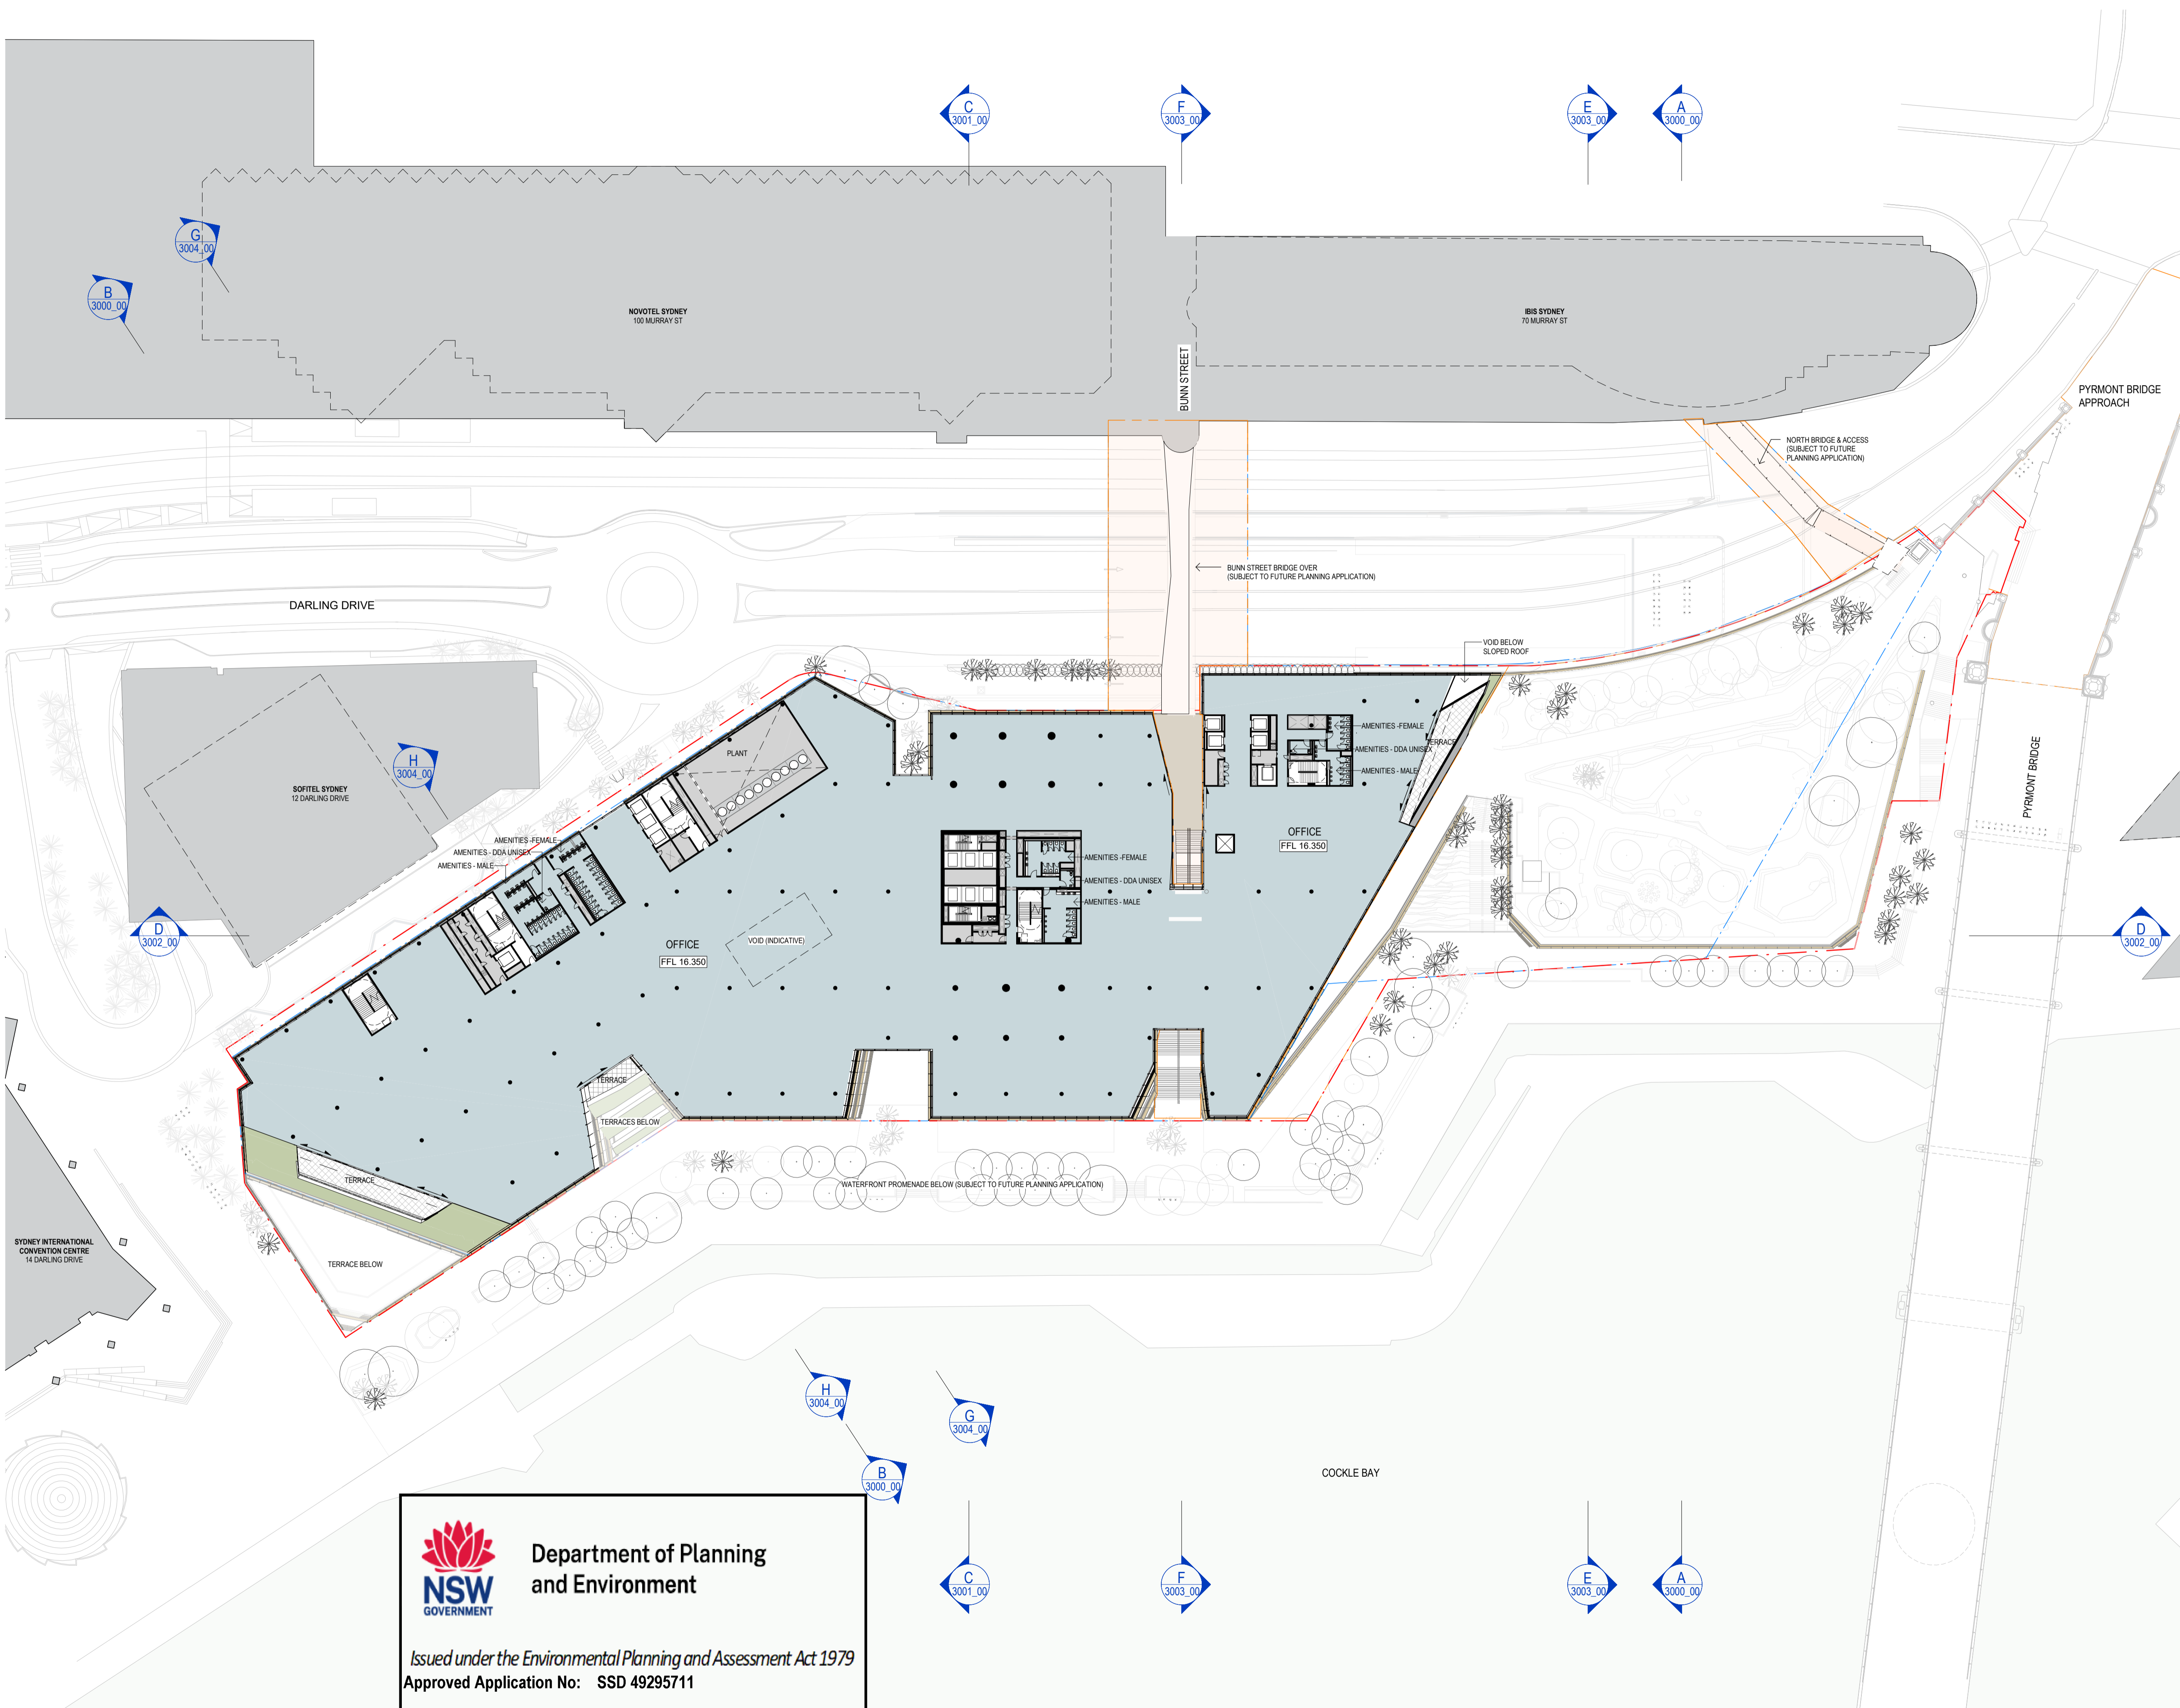 C
3001_00
F
3003_00
E
3003_00
A
3000_00
G
3004_00
B
3000_00
NOVOTEL SYDNEY
100 MURRAY ST
IBIS SYDNEY
70 MURRAY ST
BUNN STREET
PYRMONT BRIDGE
APPROACH
NORTH BRIDGE & ACCESS
(SUBJECT TO FUTURE
PLANNING APPLICATION)
BUNN STREET BRIDGE OVER
(SUBJECT TO FUTURE PLANNING APPLICATION)
DARLING DRIVE
VOID BELOW
SLOPED ROOF
AMENITIES -FEMALE
AMENITIES - DDA UNISEX
AMENITIES - MALE
TERRACE
PLANT
H
3004_00
SOFITEL SYDNEY
12 DARLING DRIVE
PYRMONT BRIDGE
OFFICE
FFL 16.350
AMENITIES -FEMALE
AMENITIES - DDA UNISEX
AMENITIES - MALE
AMENITIES -FEMALE
AMENITIES - DDA UNISEX
AMENITIES - MALE
D
3002_00
OFFICE
FFL 16.350
VOID (INDICATIVE)
D
3002_00
TERRACE
TERRACES BELOW
TERRACE
WATERFRONT PROMENADE BELOW (SUBJECT TO FUTURE PLANNING APPLICATION)
SYDNEY INTERNATIONAL
CONVENTION CENTRE
14 DARLING DRIVE
TERRACE BELOW
H
3004_00
G
3004_00
B
3000_00
COCKLE BAY
C
3001_00
F
3003_00
E
3003_00
A
3000_00
NSW
GOVERNMENT
Department of Planning
and Environment
Issued under the Environmental Planning and Assessment Act 1979
Approved Application No: SSD 49295711